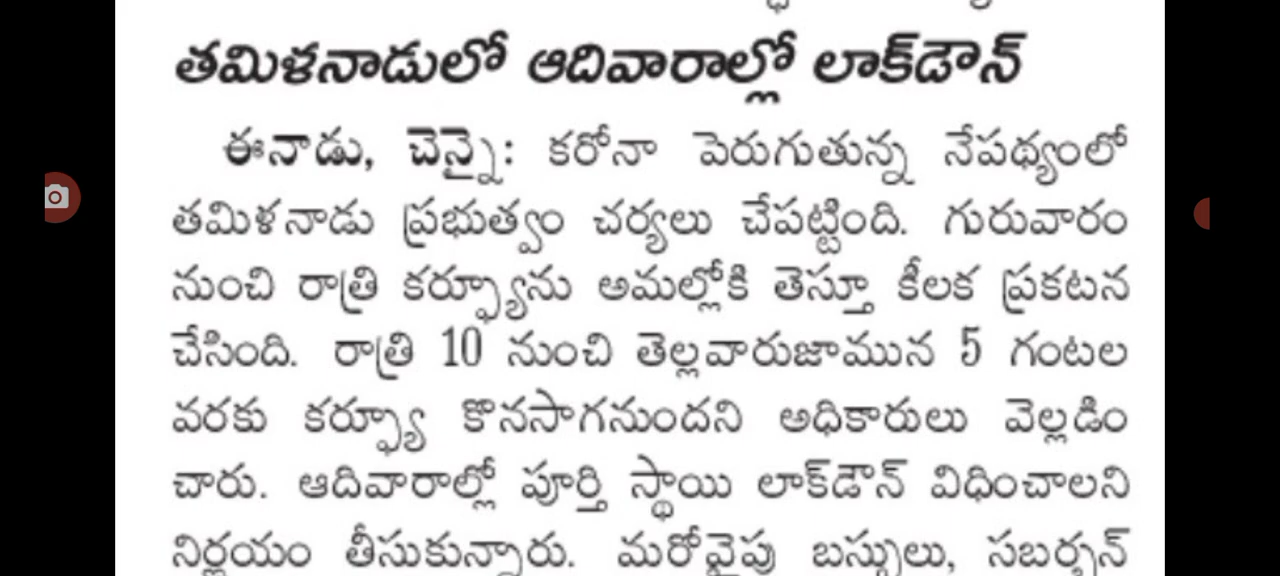 తమిళనాడులో ఆదివారాల్లో లాక్‌డౌన్
ఈనాడు, చెన్నై: కరోనా పెరుగుతున్న నేపథ్యంలో
తమిళనాడు ప్రభుత్వం చర్యలు చేపట్టింది. గురువారం
నుంచి రాత్రి కర్ఫ్యూను అమల్లోకి తెస్తూ కీలక ప్రకటన
చేసింది. రాత్రి 10 నుంచి తెల్లవారుజామున 5 గంటల
వరకు కర్ఫ్యూ కొనసాగనుందని అధికారులు వెల్లడిం
చారు. ఆదివారాల్లో పూర్తి స్థాయి లాక్‌డౌన్ విధించాలని
నిర్ణయం తీసుకున్నారు. మరోవైపు బస్సులు, సబర్బన్